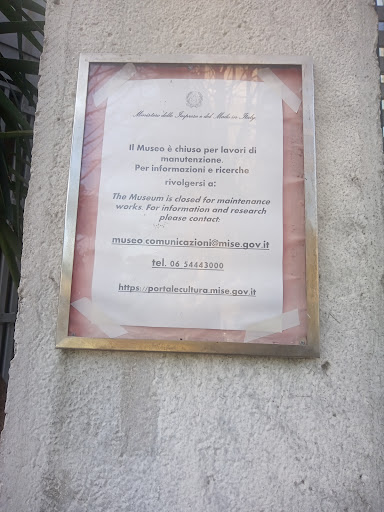 Ministero delle Imprese e del Made in Italy
Il Museo è chiuso per lavori di
manutenzione.
Per informazioni e ricerche
rivolgersi a:
The Museum is closed for maintenance
works. For information and research
please contact:
museo.comunicazioni@mise.gov.it
tel. 06 54443000
https://portalecultura.mise.gov.it